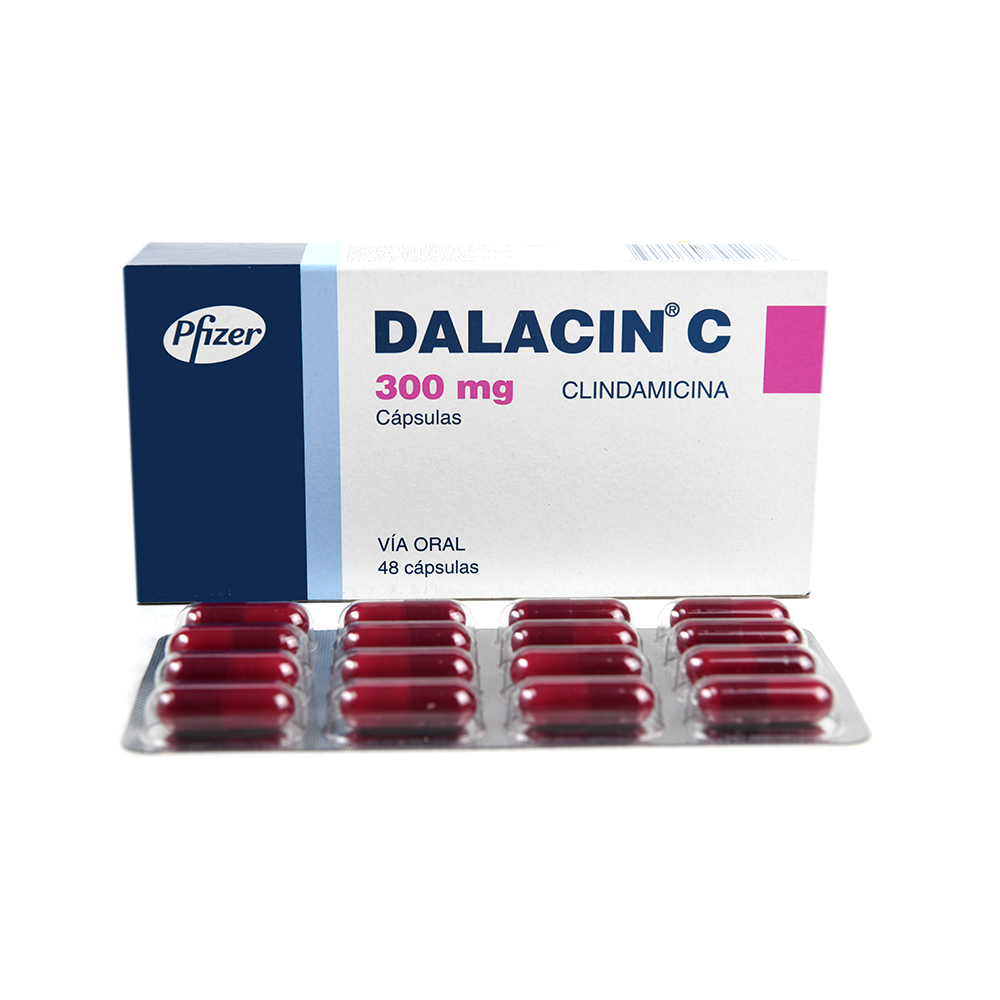 Pfizer
DALACIN® C
300 mg
CLINDAMICINA
Cápsulas
VÍA ORAL
48 cápsulas